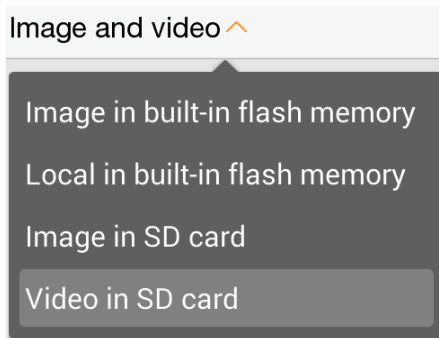 Image and video
Image in built-in flash memory
Local in built-in flash memory
Image in SD card
Video in SD card